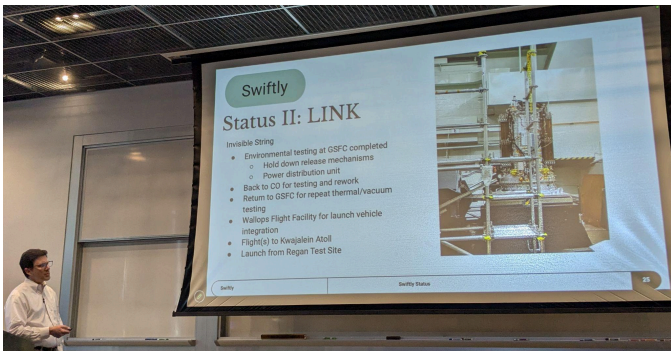 Swiftly
Status II: LINK
Invisible String
● Environmental testing at GSFC completed
○ Hold down release mechanisms
○ Power distribution unit
● Back to CO for testing and rework
● Return to GSFC for repeat thermal/vacuum
testing
● Wallops Flight Facility for launch vehicle
integration
● Flight(s) to Kwajalein Atoll
● Launch from Regan Test Site
Swiftly
Swiftly Status
25